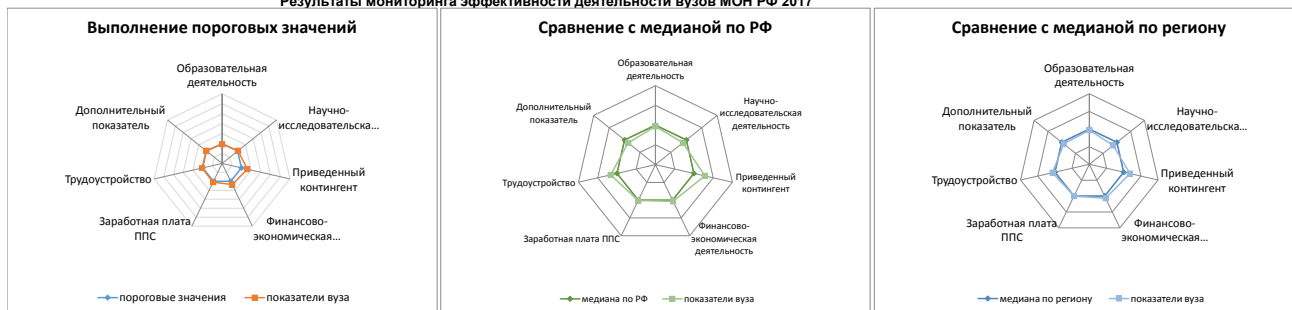 Результаты мониторинга эффективности деятельности вузов МОН РФ 2017
Выполнение пороговых значений
Образовательная
деятельность
Научно-
исследовательска...
Приведенный
контингент
Финансово-
экономическая...
Заработная плата
ППС
Трудоустройство
Дополнительный
показатель
пороговые значения
показатели вуза
Сравнение с медианой по РФ
Образовательная
деятельность
Научно-
исследовательская
деятельность
Приведенный
контингент
Финансово-
экономическая
деятельность
Заработная плата ППС
Трудоустройство
Дополнительный
показатель
медиана по РФ
показатели вуза
Сравнение с медианой по региону
Образовательная
деятельность
Научно-
исследовательска...
Приведенный
контингент
Финансово-
экономическая...
Заработная плата
ППС
Трудоустройство
Дополнительный
показатель
медиана по региону
показатели вуза